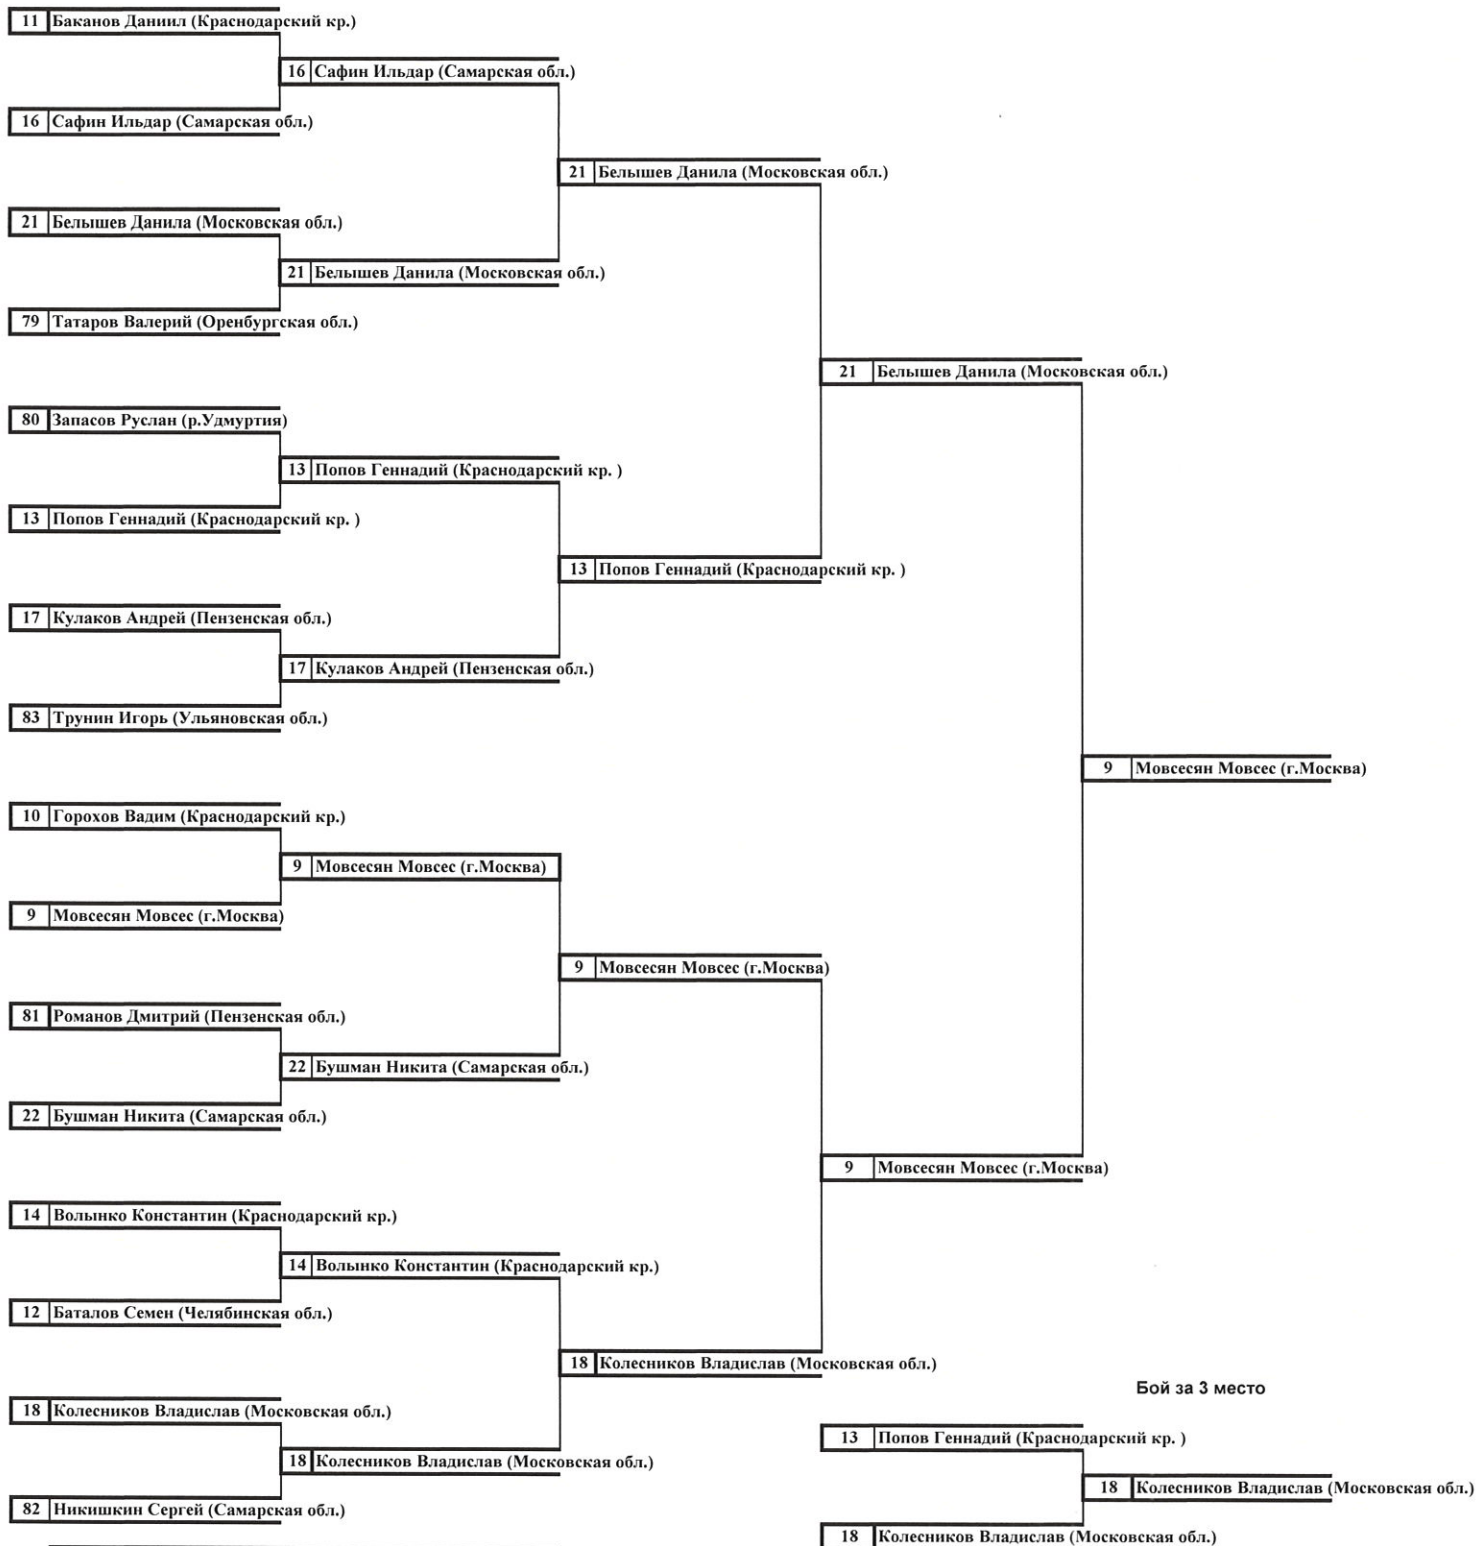 11 Баканов Даниил (Краснодарский кр.)
16 Сафин Ильдар (Самарская обл.)
16 Сафин Ильдар (Самарская обл.)
21 Белышев Данила (Московская обл.)
21 Белышев Данила (Московская обл.)
21 Белышев Данила (Московская обл.)
79 Татаров Валерий (Оренбургская обл.)
21 Белышев Данила (Московская обл.)
80 Запасов Руслан (р.Удмуртия)
13 Попов Геннадий (Краснодарский кр. )
13 Попов Геннадий (Краснодарский кр. )
13 Попов Геннадий (Краснодарский кр. )
17 Кулаков Андрей (Пензенская обл.)
17 Кулаков Андрей (Пензенская обл.)
83 Трунин Игорь (Ульяновская обл.)
9 Мовсесян Мовсес (г.Москва)
10 Горохов Вадим (Краснодарский кр.)
9 Мовсесян Мовсес (г.Москва)
9 Мовсесян Мовсес (г.Москва)
9 Мовсесян Мовсес (г.Москва)
81 Романов Дмитрий (Пензенская обл.)
22 Бушман Никита (Самарская обл.)
22 Бушман Никита (Самарская обл.)
9 Мовсесян Мовсес (г.Москва)
14 Волынко Константин (Краснодарский кр.)
14 Волынко Константин (Краснодарский кр.)
12 Баталов Семен (Челябинская обл.)
18 Колесников Владислав (Московская обл.)
Бой за 3 место
18 Колесников Владислав (Московская обл.)
13 Попов Геннадий (Краснодарский кр. )
18 Колесников Владислав (Московская обл.)
18 Колесников Владислав (Московская обл.)
82 Никишкин Сергей (Самарская обл.)
18 Колесников Владислав (Московская обл.)